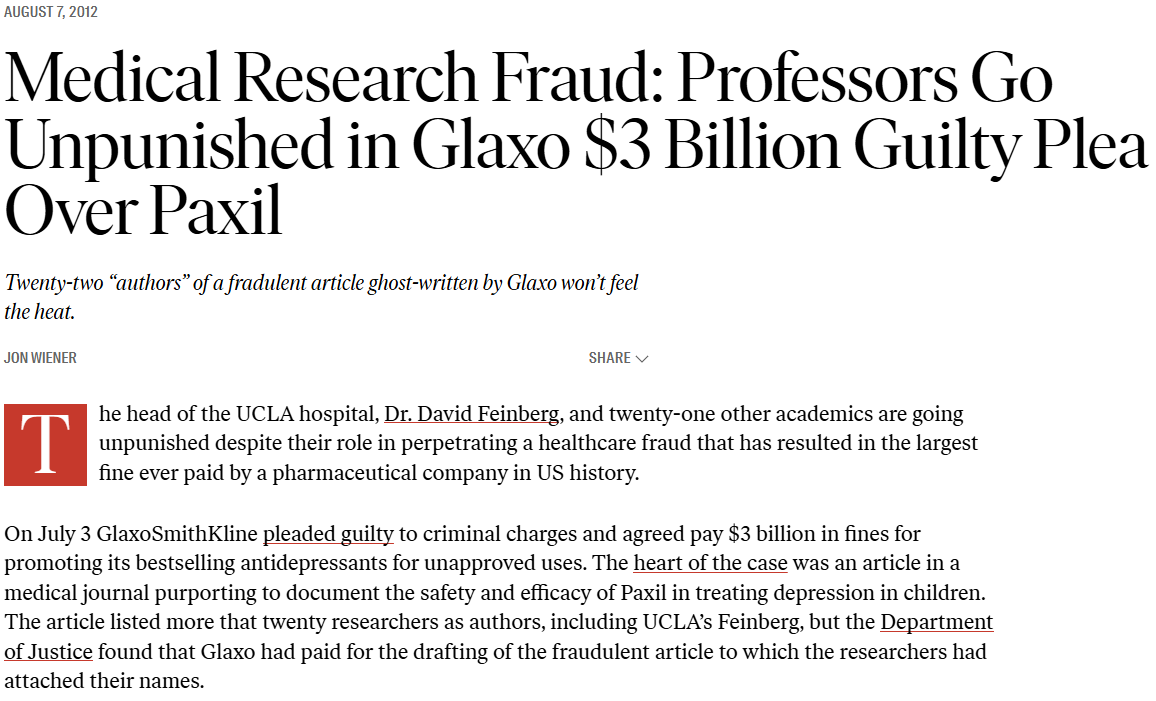 AUGUST 7, 2012
Medical Research Fraud: Professors Go
Unpunished in Glaxo $3 Billion Guilty Plea
Over Paxil
Twenty-two “authors” of a fradulent article ghost-written by Glaxo won’t feel
the heat.
JON WIENER
SHARE
The head of the UCLA hospital, Dr. David Feinberg, and twenty-one other academics are going
unpunished despite their role in perpetrating a healthcare fraud that has resulted in the largest
fine ever paid by a pharmaceutical company in US history.
On July 3 GlaxoSmithKline pleaded guilty to criminal charges and agreed pay $3 billion in fines for
promoting its bestselling antidepressants for unapproved uses. The heart of the case was an article in a
medical journal purporting to document the safety and efficacy of Paxil in treating depression in children.
The article listed more that twenty researchers as authors, including UCLA’s Feinberg, but the Department
of Justice found that Glaxo had paid for the drafting of the fraudulent article to which the researchers had
attached their names.